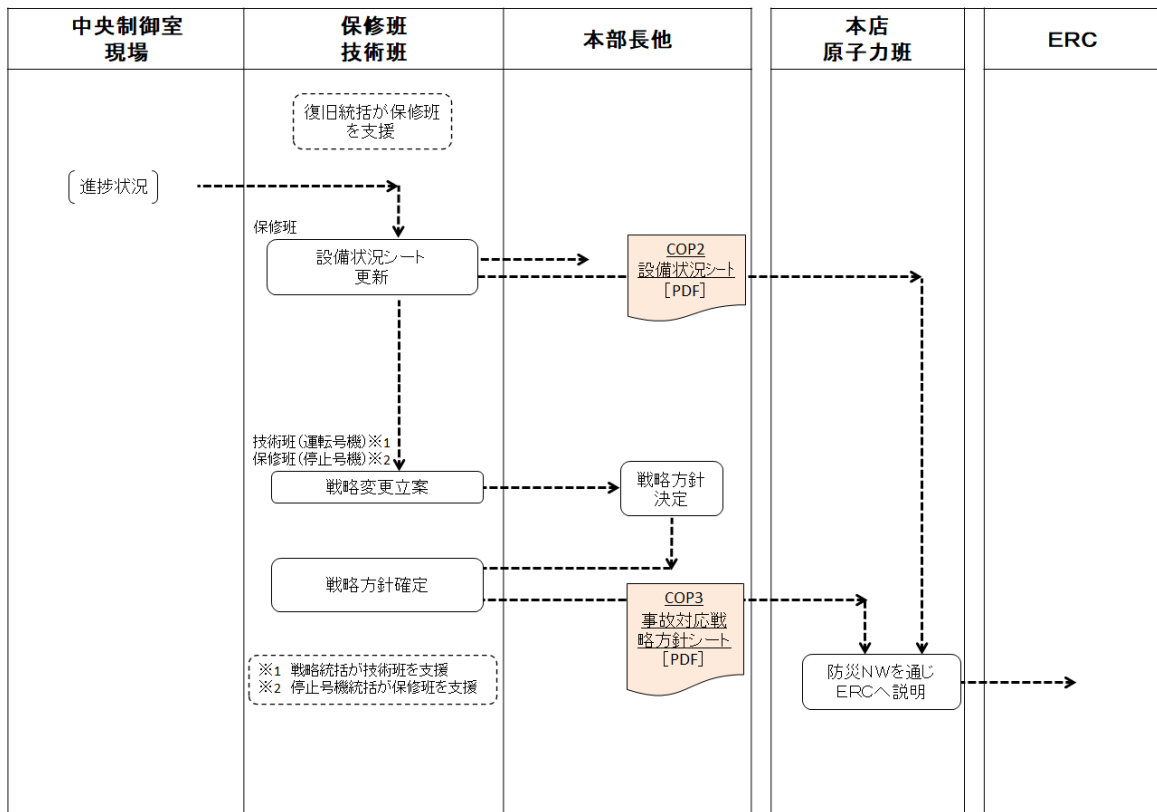 中央制御室
現場
保修班
技術班
本部長他
本店
原子力班
ERC
復旧統括が保修班
を支援
進捗状況
保修班
設備状況シート
更新
COP2
設備状況シート
[PDF]
技術班(運転号機)※1
保修班(停止号機)※2
戦略変更立案
戦略方針
決定
戦略方針確定
COP3
事故対応戦
略方針シート
[PDF]
※1 戦略統括が技術班を支援
※2 停止号機統括が保修班を支援
防災NWを通じ
ERCへ説明